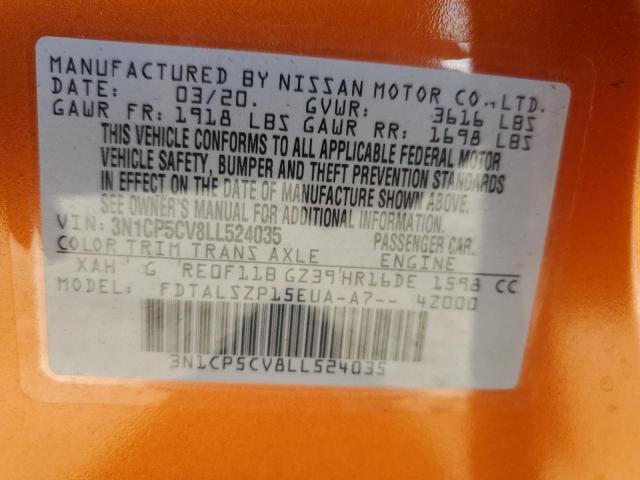 MANUFACTURED BY NISSAN MOTOR CO.,LTD.
DATE: 03/20. GVWR: 3616 LBS
GAWR FR: 1918 LBS GAWR RR: 1698 LBS
THIS VEHICLE CONFORMS TO ALL APPLICABLE FEDERAL MOTOR
VEHICLE SAFETY, BUMPER AND THEFT PREVENTION STANDARDS
IN EFFECT ON THE DATE OF MANUFACTURE SHOWN ABOVE.
SEE OWNER'S MANUAL FOR ADDITIONAL INFORMATION.
VIN: 3N1CP5CV8LL524035 PASSENGER CAR.
COLOR TRIM TRANS AXLE ENGINE
XAH G RE0F11B GZ39 HR16DE 1598 CC
MODEL: FDTALSZP15EUA-A7-- 4Z000
3N1CP5CV8LL524035